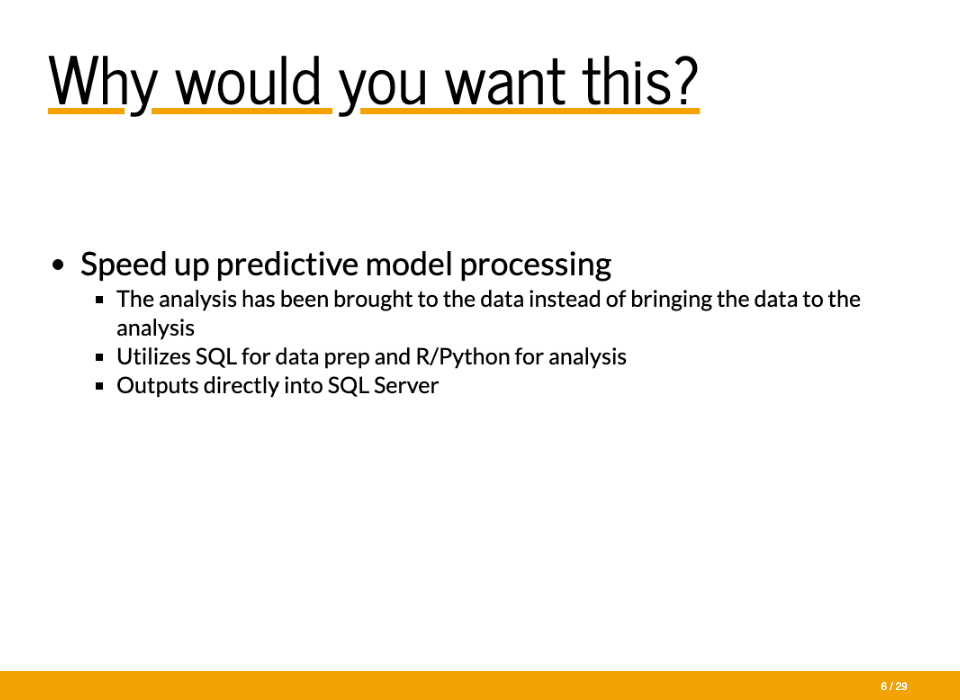 Why would you want this?
• Speed up predictive model processing
▪ The analysis has been brought to the data instead of bringing the data to the
analysis
▪ Utilizes SQL for data prep and R/Python for analysis
▪ Outputs directly into SQL Server
6 / 29